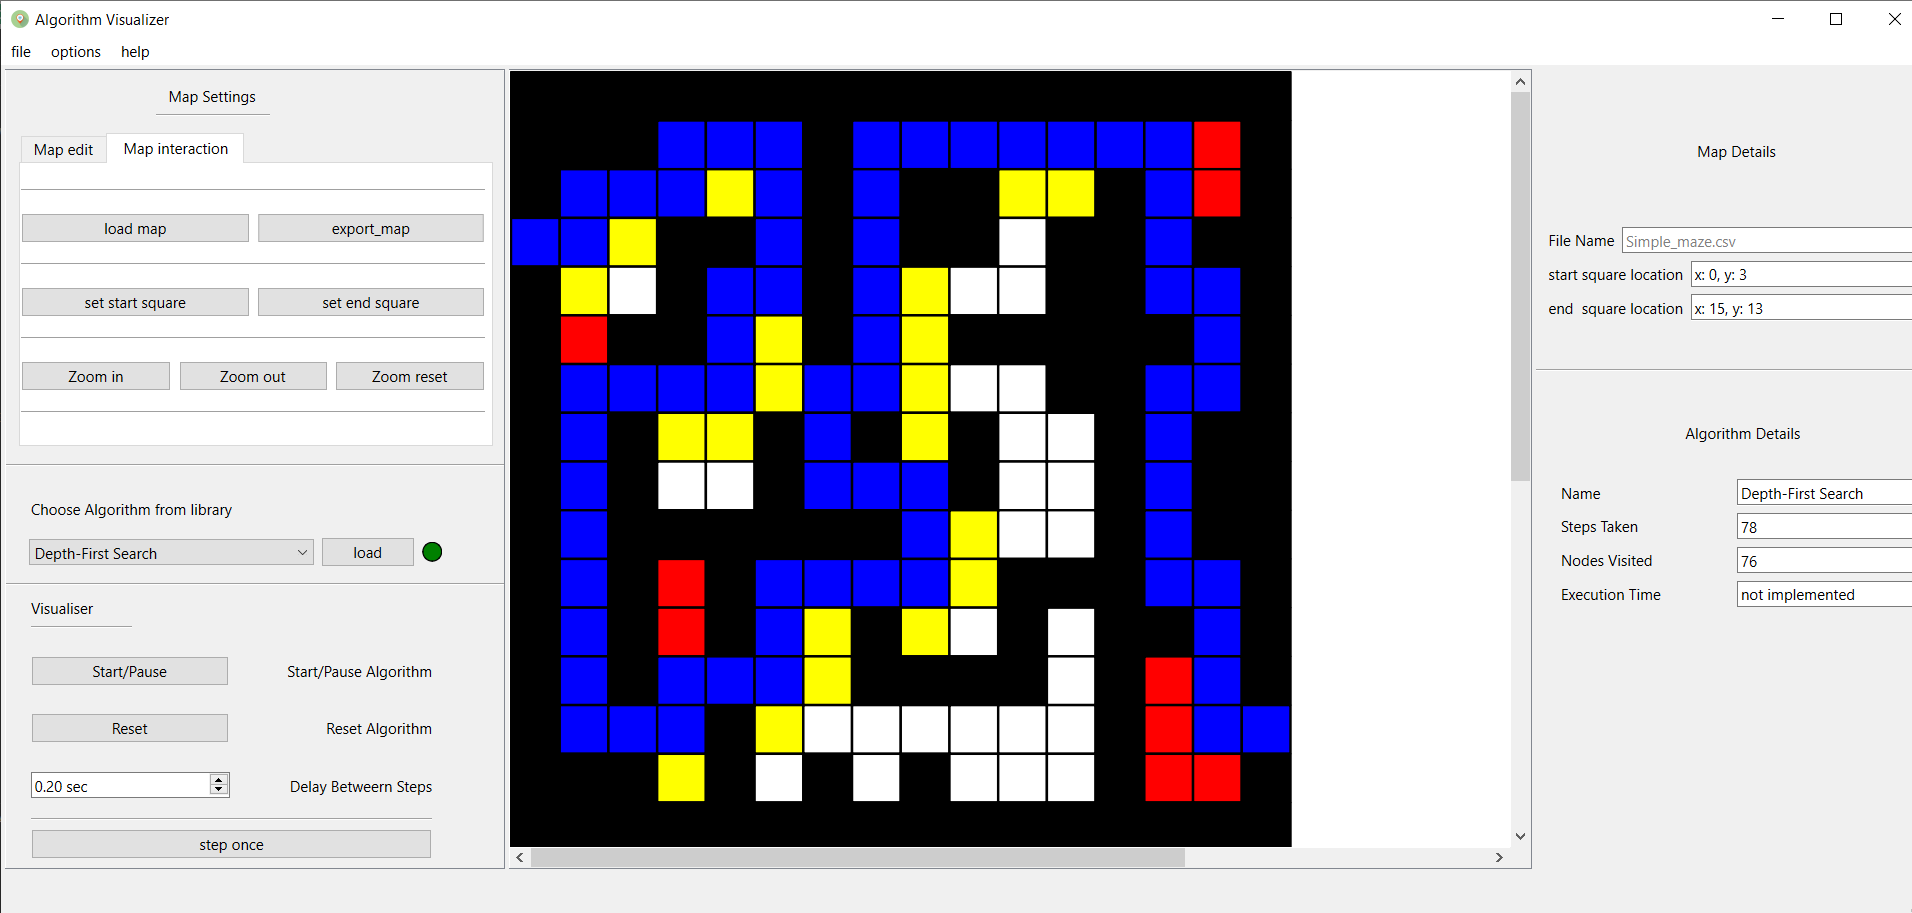 Algorithm Visualizer
file options help
Map Settings
Map edit Map interaction
load map export_map
set start square set end square
Zoom in Zoom out Zoom reset
Choose Algorithm from library
Depth-First Search load
Visualiser
Start/Pause Start/Pause Algorithm
Reset Reset Algorithm
0.20 sec Delay Betweern Steps
step once
Map Details
File Name Simple_maze.csv
start square location x: 0, y: 3
end square location x: 15, y: 13
Algorithm Details
Name Depth-First Search
Steps Taken 78
Nodes Visited 76
Execution Time not implemented